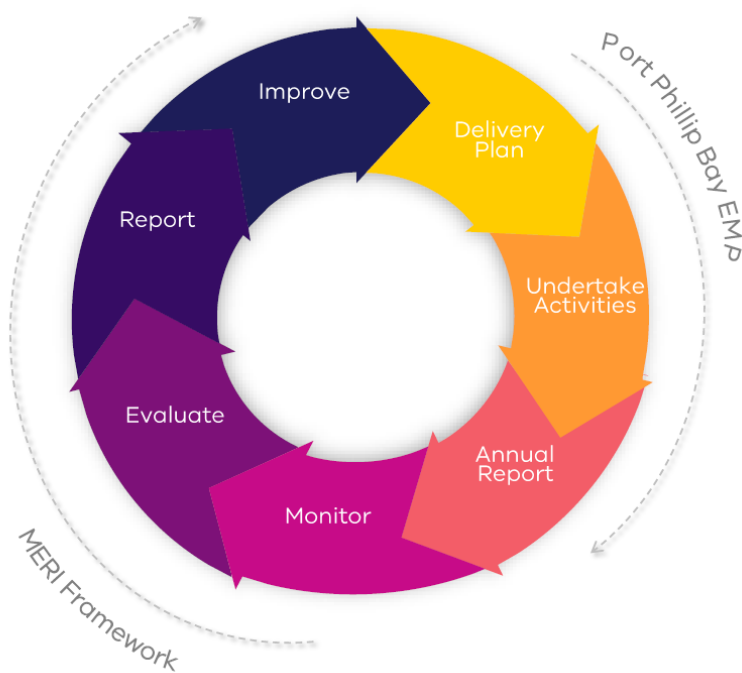 Improve
Delivery
Plan
Port Phillip Bay EMP
Undertake
Activities
Annual
Report
Monitor
Evaluate
Report
MERI Framework